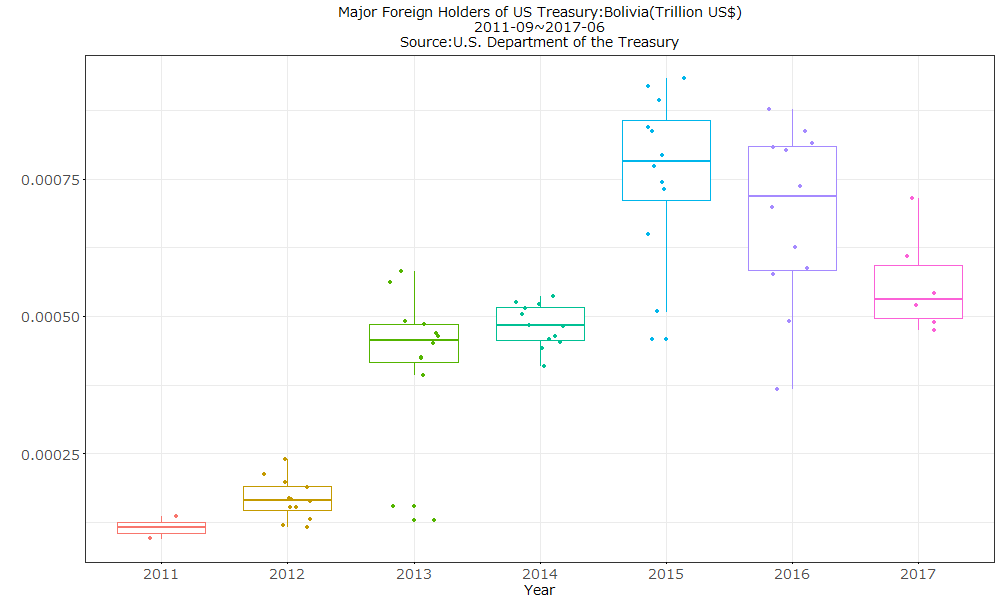 Major Foreign Holders of US Treasury:Bolivia(Trillion US$)
2011-09~2017-06
Source:U.S. Department of the Treasury
0.00075
0.00050
0.00025
2011 2012 2013 2014 2015 2016 2017
Year